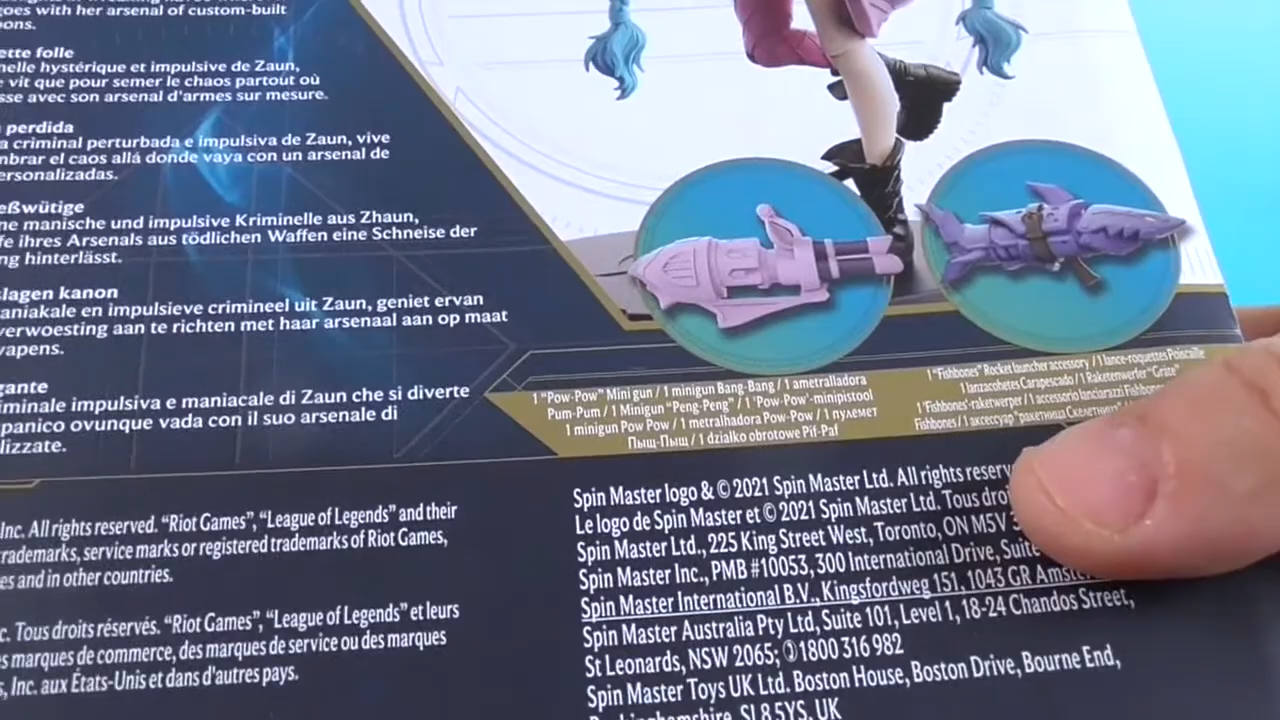 goes with her arsenal of custom-built
ette folle
hystérique et impulsive de Zaun,
vit que pour semer le chaos partout où
sse avec son arsenal d'armes sur mesure.
perdida
a criminal perturbada e impulsiva de Zaun, vive
mbrar el caos allá donde vaya con un arsenal de
ersonalizadas.
eßwütige
ne manische und impulsive Kriminelle aus Zhaun,
fe ihres Arsenals aus tödlichen Waffen eine Schneise der
ng hinterlässt.
slagen kanon
aniakale en impulsieve crimineel uit Zaun, geniet ervan
verwoesting aan te richten met haar arsenaal aan op maat
vapens.
gante
iminale impulsiva e maniacale di Zaun che si diverte
panico ovunque vada con il suo arsenale di
lizzate.
1 "Pow-Pow" Mini gun / 1 minigun Bang-Bang / 1 ametralladora
Pum-Pum / 1 Minigun "Peng-Peng" / 1 'Pow-Pow'-minipistool
1 minigun Pow Pow / 1 metralhadora Pow-Pow / 1 пулемет
Пыщ-Пыщ / 1 działko obrotowe Pif-Paf
1 "Fishbones" Rocket launcher accessory / 1 lance-roquettes Poiscaille
1 lanzacohetes Carapescado / 1 Raketenwerfer "Gräte"
1 'Fishbones'-raketwerper / 1 accessorio lanciarazzi Fishbones
Fishbones / 1 аксессуар "ракетница Скелетница"
Inc. All rights reserved. "Riot Games", "League of Legends" and their
trademarks, service marks or registered trademarks of Riot Games,
es and in other countries.
c. Tous droits réservés. "Riot Games", "League of Legends" et leurs
s marques de commerce, des marques de service ou des marques
s, Inc. aux États-Unis et dans d'autres pays.
Spin Master logo & © 2021 Spin Master Ltd. All rights reserv
Le logo de Spin Master et © 2021 Spin Master Ltd. Tous droi
Spin Master Ltd., 225 King Street West, Toronto, ON M5V
Spin Master Inc., PMB #10053, 300 International Drive, Suite
Spin Master International B.V., Kingsfordweg 151, 1043 GR Amste
Spin Master Australia Pty Ltd, Suite 101, Level 1, 18-24 Chandos Street,
St Leonards, NSW 2065; 1800 316 982
Spin Master Toys UK Ltd. Boston House, Boston Drive, Bourne End,
SL8 5YS, UK